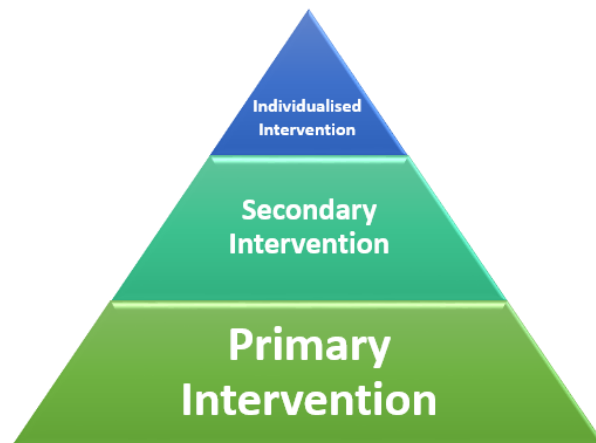 Individualised
Intervention
Secondary
Intervention
Primary
Intervention